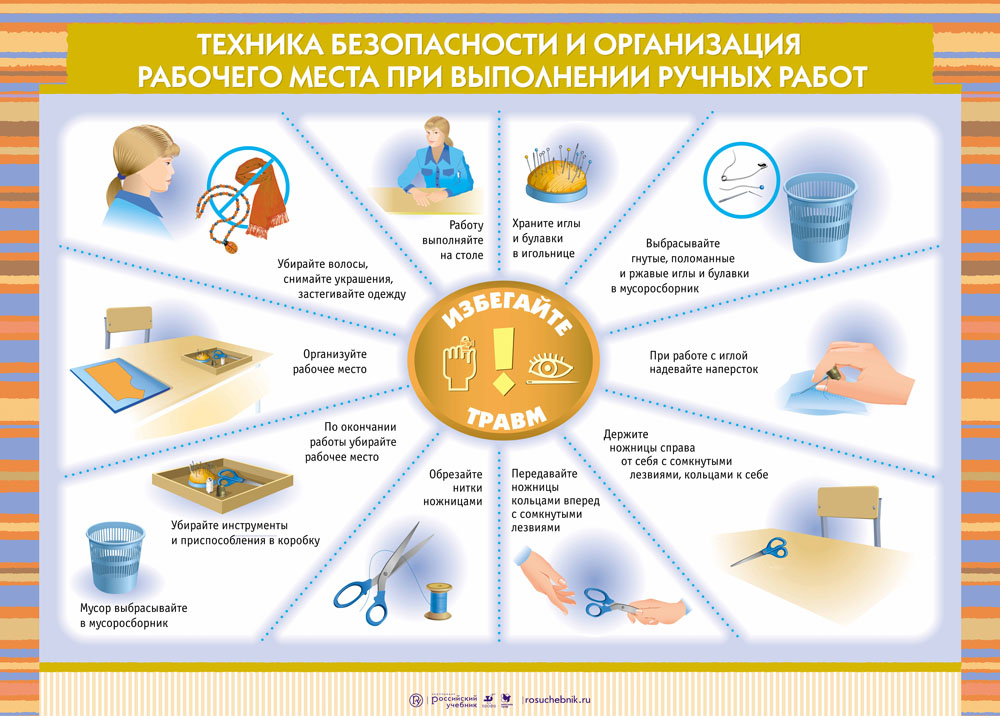 ТЕХНИКА БЕЗОПАСНОСТИ И ОРГАНИЗАЦИЯ
РАБОЧЕГО МЕСТА ПРИ ВЫПОЛНЕНИИ РУЧНЫХ РАБОТ
Убирайте волосы,
снимайте украшения,
застегивайте одежду
Работу
выполняйте
на столе
Храните иглы
и булавки
в игольнице
Выбрасывайте
гнутые, поломанные
и ржавые иглы и булавки
в мусоросборник
Организуйте
рабочее место
ИЗБЕГАЙТЕ
!
ТРАВМ
При работе с иглой
надевайте наперсток
По окончании
работы убирайте
рабочее место
Убирайте инструменты
и приспособления в коробку
Мусор выбрасывайте
в мусоросборник
Обрезайте
нитки
ножницами
Передавайте
ножницы
кольцами вперед
с сомкнутыми
лезвиями
Держите
ножницы справа
от себя с сомкнутыми
лезвиями, кольцами к себе
российский
учебник
rosuchebnik.ru